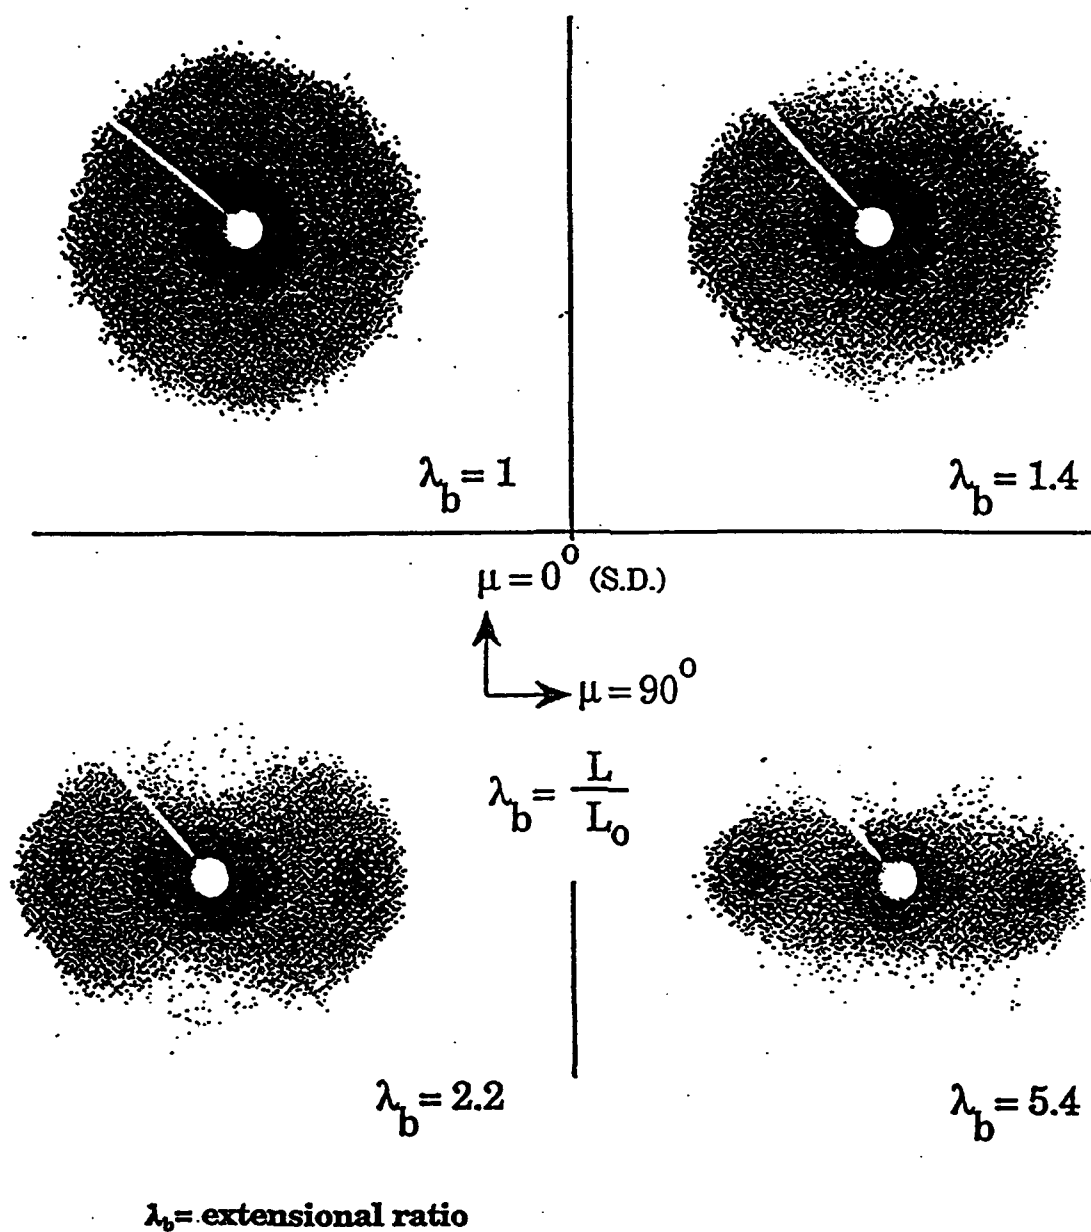 λb = 1
λb = 1.4
μ = 0° (S.D.)
μ = 90°
λb = L/Lo
λb = 2.2
λb = 5.4
λb= extensional ratio